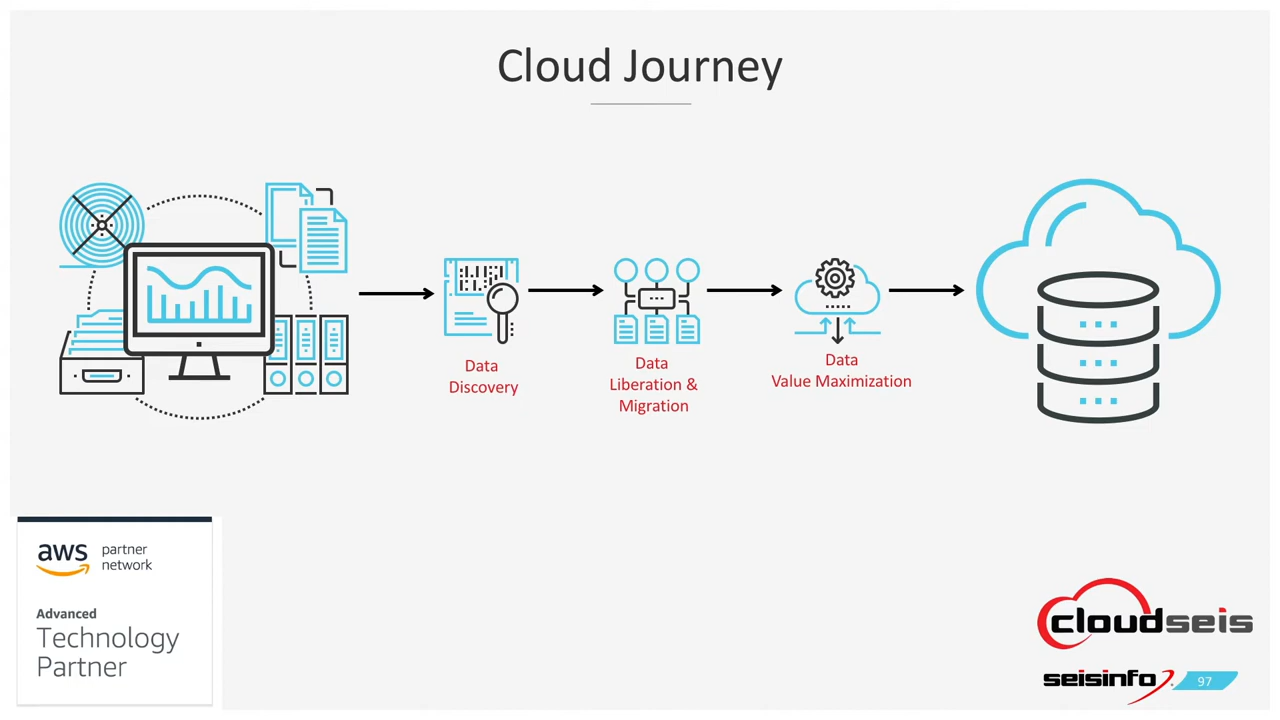 Cloud Journey
Data
Discovery
Data
Liberation &
Migration
Data
Value Maximization
aws
partner
network
Advanced
Technology
Partner
cloudseis
seisinfo
97